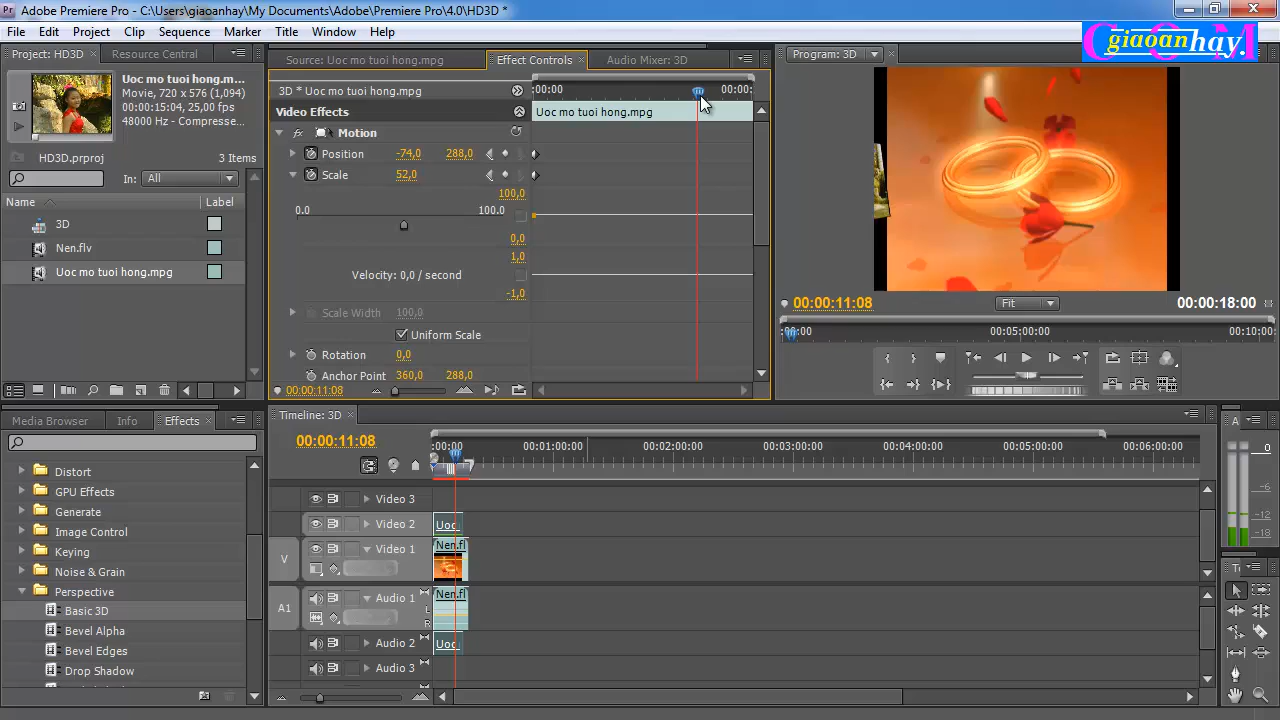 Adobe Premiere Pro - C:\Users\giaoanhay\My Documents\Adobe\Premiere Pro\4.0\HD3D *
File Edit Project Clip Sequence Marker Title Window Help
giaoanhay.
Project: HD3D Resource Central
Uoc mo tuoi hong.m...
Movie, 720 x 576 (1,094)
00:00:15:04, 25,00 fps
48000 Hz - Compresse...
HD3D.prproj 3 Items
In: All
Name Label
3D
Nen.flv
Uoc mo tuoi hong.mpg
Source: Uoc mo tuoi hong.mpg Effect Controls Audio Mixer: 3D
3D * Uoc mo tuoi hong.mpg :00:00 00:00:
Video Effects Uoc mo tuoi hong.mpg
Motion
Position -74,0 288,0
Scale 52,0
100,0
0.0 100.0
0,0
1,0
Velocity: 0,0 / second
-1,0
Scale Width 100,0
Uniform Scale
Rotation 0,0
Anchor Point 360,0 288,0
00:00:11:08
Program: 3D
00:00:11:08 Fit 00:00:18:00
:00:00 00:05:00:00 00:10:00:
Media Browser Info Effects
Distort
GPU Effects
Generate
Image Control
Keying
Noise & Grain
Perspective
Basic 3D
Bevel Alpha
Bevel Edges
Drop Shadow
Timeline: 3D
00:00:11:08 :00:00 00:01:00:00 00:02:00:00 00:03:00:00 00:04:00:00 00:05:00:00 00:06:00:00
Video 3
Video 2 Uoc
V Video 1 Nen.fl
A1 Audio 1 Nen.fl
L
R
Audio 2 Uoc
Audio 3
A
0
-6
-12
-18